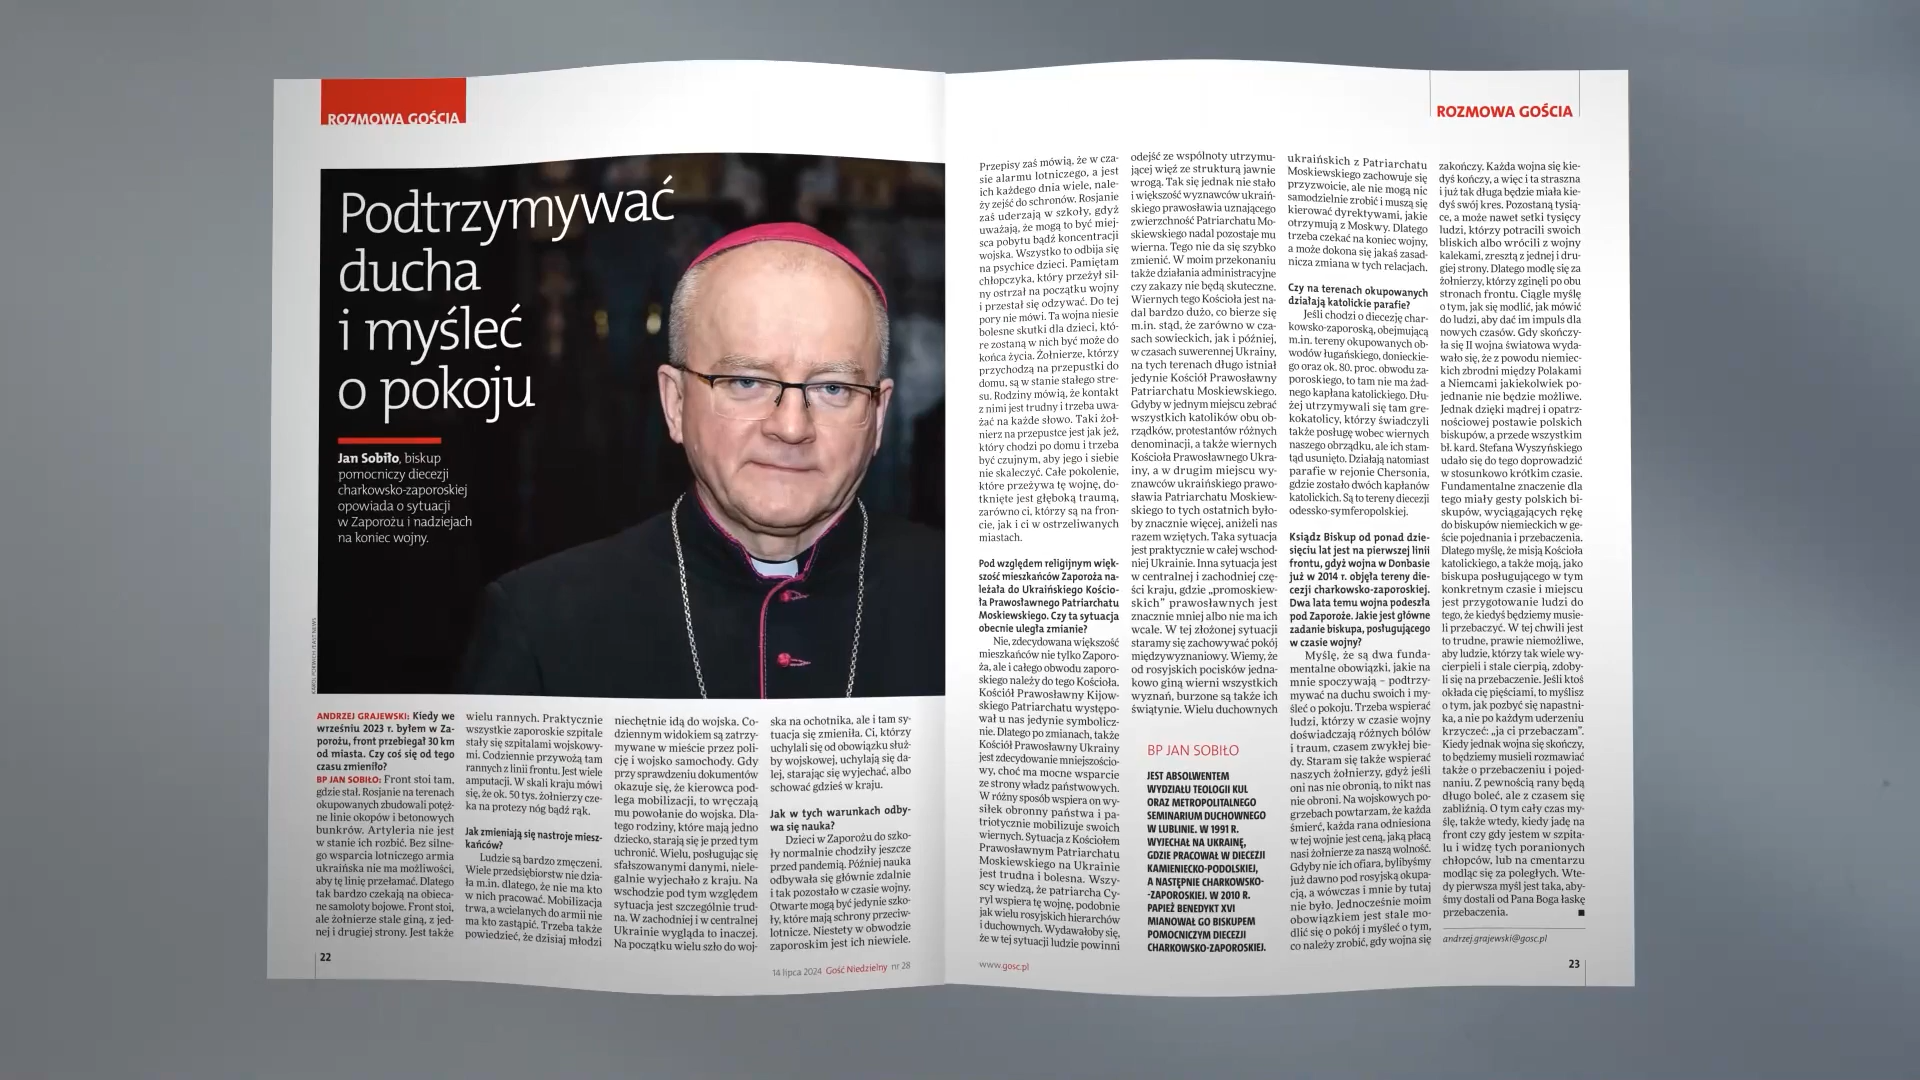 ROZMOWA GOŚCIA
Podtrzymywać
ducha
i myśleć
o pokoju
Jan Sobiło, biskup
pomocniczy diecezji
charkowsko-zaporoskiej
opowiada o sytuacji
w Zaporożu i nadziejach
na koniec wojny.
ANDRZEJ GRAJEWSKI: Kiedy we
wrześniu 2023 r. byłem w Za-
porożu, front przebiegał 30 km
od miasta. Czy coś się od tego
czasu zmieniło?
BP JAN SOBIŁO: Front stoi tam,
gdzie stał. Rosjanie na terenach
okupowanych zbudowali potęż-
ne linie okopów i betonowych
bunkrów. Artyleria nie jest
w stanie ich rozbić. Bez silne-
go wsparcia lotniczego armia
ukraińska nie ma możliwości,
aby tę linię przełamać. Dlatego
tak bardzo czekają na obieca-
ne samoloty bojowe. Front stoi,
ale żołnierze stale giną, z jed-
nej i drugiej strony. Jest także
wielu rannych. Praktycznie
wszystkie zaporoskie szpitale
stały się szpitalami wojskowy-
mi. Codziennie przywożą tam
rannych z linii frontu. Jest wiele
amputacji. W skali kraju mówi
się, że ok. 50 tys. żołnierzy cze-
ka na protezy nóg bądź rąk.
Jak zmieniają się nastroje miesz-
kańców?
Ludzie są bardzo zmęczeni.
Wiele przedsiębiorstw nie dzia-
ła m.in. dlatego, że nie ma kto
w nich pracować. Mobilizacja
trwa, a wcielanych do armii nie
ma kto zastąpić. Trzeba także
powiedzieć, że dzisiaj młodzi
niechętnie idą do wojska. Co-
dziennym widokiem są zatrzy-
mywane w mieście przez poli-
cję i wojsko samochody. Gdy
przy sprawdzeniu dokumentów
okazuje się, że kierowca pod-
lega mobilizacji, to wręczają
mu powołanie do wojska. Dla-
tego rodziny, które mają jedno
dziecko, starają się je przed tym
uchronić. Wielu, posługując się
sfałszowanymi danymi, niele-
galnie wyjechało z kraju. Na
wschodzie pod tym względem
sytuacja jest szczególnie trud-
na. W zachodniej i w centralnej
Ukrainie wygląda to inaczej.
Na początku wielu szło do woj-
ska na ochotnika, ale i tam sy-
tuacja się zmieniła. Ci, którzy
uchylali się od obowiązku służ-
by wojskowej, uchylają się da-
lej, starając się wyjechać, albo
schować gdzieś w kraju.
Jak w tych warunkach odby-
wa się nauka?
Dzieci w Zaporożu do szko-
ły normalnie chodziły jeszcze
przed pandemią. Później nauka
odbywała się głównie zdalnie
i tak pozostało w czasie wojny.
Otwarte mogą być jedynie szko-
ły, które mają schrony przeciw-
lotnicze. Niestety w obwodzie
zaporoskim jest ich niewiele.
22
14 lipca 2024 Gość Niedzielny nr 28
ROZMOWA GOŚCIA
Przepisy zaś mówią, że w cza-
sie alarmu lotniczego, a jest
ich każdego dnia wiele, nale-
ży zejść do schronów. Rosjanie
zaś uderzają w szkoły, gdyż
uważają, że mogą to być miej-
sca pobytu bądź koncentracji
wojska. Wszystko to odbija się
na psychice dzieci. Pamiętam
chłopczyka, który przeżył sil-
ny ostrzał na początku wojny
i przestał się odzywać. Do tej
pory nie mówi. Ta wojna niesie
bolesne skutki dla dzieci, któ-
re zostaną w nich być może do
końca życia. Żołnierze, którzy
przychodzą na przepustki do
domu, są w stanie stałego stre-
su. Rodziny mówią, że kontakt
z nimi jest trudny i trzeba uwa-
żać na każde słowo. Taki żoł-
nierz na przepustce jest jak jeż,
który chodzi po domu i trzeba
być czujnym, aby jego i siebie
nie skaleczyć. Całe pokolenie,
które przeżywa tę wojnę, do-
tknięte jest głęboką traumą,
zarówno ci, którzy są na fron-
cie, jak i ci w ostrzeliwanych
miastach.
Pod względem religijnym więk-
szość mieszkańców Zaporoża na-
leżała do Ukraińskiego Kościo-
ła Prawosławnego Patriarchatu
Moskiewskiego. Czy ta sytuacja
obecnie uległa zmianie?
Nie, zdecydowana większość
mieszkańców nie tylko Zaporo-
ża, ale i całego obwodu zaporo-
skiego należy do tego Kościoła.
Kościół Prawosławny Kijow-
skiego Patriarchatu występo-
wał u nas jedynie symbolicz-
nie. Dlatego po zmianach, także
Kościół Prawosławny Ukrainy
jest zdecydowanie mniejszościo-
wy, choć ma mocne wsparcie
ze strony władz państwowych.
W różny sposób wspiera on wy-
siłek obronny państwa i pa-
triotycznie mobilizuje swoich
wiernych. Sytuacja z Kościołem
Prawosławnym Patriarchatu
Moskiewskiego na Ukrainie
jest trudna i bolesna. Wszy-
scy wiedzą, że patriarcha Cy-
ryl wspiera tę wojnę, podobnie
jak wielu rosyjskich hierarchów
i duchownych. Wydawałoby się,
że w tej sytuacji ludzie powinni
odejść ze wspólnoty utrzymu-
jącej więź ze strukturą jawnie
wrogą. Tak się jednak nie stało
i większość wyznawców ukraiń-
skiego prawosławia uznającego
zwierzchność Patriarchatu Mo-
skiewskiego nadal pozostaje mu
wierna. Tego nie da się szybko
zmienić. W moim przekonaniu
także działania administracyjne
czy zakazy nie będą skuteczne.
Wiernych tego Kościoła jest na-
dal bardzo dużo, co bierze się
m.in. stąd, że zarówno w cza-
sach sowieckich, jak i później,
w czasach suwerennej Ukrainy,
na tych terenach długo istniał
jedynie Kościół Prawosławny
Patriarchatu Moskiewskiego.
Gdyby w jednym miejscu zebrać
wszystkich katolików obu ob-
rządków, protestantów różnych
denominacji, a także wiernych
Kościoła Prawosławnego Ukra-
iny, a w drugim miejscu wy-
znawców ukraińskiego prawo-
sławia Patriarchatu Moskiew-
skiego to tych ostatnich było-
by znacznie więcej, aniżeli nas
razem wziętych. Taka sytuacja
jest praktycznie w całej wschod-
niej Ukrainie. Inna sytuacja jest
w centralnej i zachodniej czę-
ści kraju, gdzie „promoskiew-
skich” prawosławnych jest
znacznie mniej albo nie ma ich
wcale. W tej złożonej sytuacji
staramy się zachowywać pokój
międzywyznaniowy. Wiemy, że
od rosyjskich pocisków jedna-
kowo giną wierni wszystkich
wyznań, burzone są także ich
świątynie. Wielu duchownych
BP JAN SOBIŁO
JEST ABSOLWENTEM
WYDZIAŁU TEOLOGII KUL
ORAZ METROPOLITALNEGO
SEMINARIUM DUCHOWNEGO
W LUBLINIE. W 1991 R.
WYJECHAŁ NA UKRAINĘ,
GDZIE PRACOWAŁ W DIECEZJI
KAMIENIECKO-PODOLSKIEJ,
A NASTĘPNIE CHARKOWSKO-
-ZAPOROSKIEJ. W 2010 R.
PAPIEŻ BENEDYKT XVI
MIANOWAŁ GO BISKUPEM
POMOCNICZYM DIECEZJI
CHARKOWSKO-ZAPOROSKIEJ.
ukraińskich z Patriarchatu
Moskiewskiego zachowuje się
przyzwoicie, ale nie mogą nic
samodzielnie zrobić i muszą się
kierować dyrektywami, jakie
otrzymują z Moskwy. Dlatego
trzeba czekać na koniec wojny,
a może dokona się jakaś zasad-
nicza zmiana w tych relacjach.
Czy na terenach okupowanych
działają katolickie parafie?
Jeśli chodzi o diecezję char-
kowsko-zaporoską, obejmującą
m.in. tereny okupowanych ob-
wodów ługańskiego, donieckie-
go oraz ok. 80. proc. obwodu za-
poroskiego, to tam nie ma żad-
nego kapłana katolickiego. Dłu-
żej utrzymywali się tam gre-
kokatolicy, którzy świadczyli
także posługę wobec wiernych
naszego obrządku, ale ich stam-
tąd usunięto. Działają natomiast
parafie w rejonie Chersonia,
gdzie zostało dwóch kapłanów
katolickich. Są to tereny diecezji
odessko-symferopolskiej.
Ksiądz Biskup od ponad dzie-
sięciu lat jest na pierwszej linii
frontu, gdyż wojna w Donbasie
już w 2014 r. objęła tereny die-
cezji charkowsko-zaporoskiej.
Dwa lata temu wojna podeszła
pod Zaporoże. Jakie jest główne
zadanie biskupa, posługującego
w czasie wojny?
Myślę, że są dwa funda-
mentalne obowiązki, jakie na
mnie spoczywają – podtrzy-
mywać na duchu swoich i my-
śleć o pokoju. Trzeba wspierać
ludzi, którzy w czasie wojny
doświadczają różnych bólów
i traum, czasem zwykłej bie-
dy. Staram się także wspierać
naszych żołnierzy, gdyż jeśli
oni nas nie obronią, to nikt nas
nie obroni. Na wojskowych po-
grzebach powtarzam, że każda
śmierć, każda rana odniesiona
w tej wojnie jest ceną, jaką płacą
nasi żołnierze za naszą wolność.
Gdyby nie ich ofiara, bylibyśmy
już dawno pod rosyjską okupa-
cją, a wówczas i mnie by tutaj
nie było. Jednocześnie moim
obowiązkiem jest stale mo-
dlić się o pokój i myśleć o tym,
co należy zrobić, gdy wojna się
zakończy. Każda wojna się kie-
dyś kończy, a więc i ta straszna
i już tak długa będzie miała kie-
dyś swój kres. Pozostaną tysią-
ce, a może nawet setki tysięcy
ludzi, którzy potracili swoich
bliskich albo wrócili z wojny
kalekami, zresztą z jednej i dru-
giej strony. Dlatego modlę się za
żołnierzy, którzy zginęli po obu
stronach frontu. Ciągle myślę
o tym, jak się modlić, jak mówić
do ludzi, aby dać im impuls dla
nowych czasów. Gdy skończy-
ła się II wojna światowa wyda-
wało się, że z powodu niemiec-
kich zbrodni między Polakami
a Niemcami jakiekolwiek po-
jednanie nie będzie możliwe.
Jednak dzięki mądrej i opatrz-
nościowej postawie polskich
biskupów, a przede wszystkim
bł. kard. Stefana Wyszyńskiego
udało się do tego doprowadzić
w stosunkowo krótkim czasie.
Fundamentalne znaczenie dla
tego miały gesty polskich bi-
skupów, wyciągających rękę
do biskupów niemieckich w ge-
ście pojednania i przebaczenia.
Dlatego myślę, że misją Kościoła
katolickiego, a także moją, jako
biskupa posługującego w tym
konkretnym czasie i miejscu
jest przygotowanie ludzi do
tego, że kiedyś będziemy musie-
li przebaczyć. W tej chwili jest
to trudne, prawie niemożliwe,
aby ludzie, którzy tak wiele wy-
cierpieli i stale cierpią, zdoby-
li się na przebaczenie. Jeśli ktoś
okłada cię pięściami, to myślisz
o tym, jak pozbyć się napastni-
ka, a nie po każdym uderzeniu
krzyczeć: „ja ci przebaczam”.
Kiedy jednak wojna się skończy,
to będziemy musieli rozmawiać
także o przebaczeniu i pojed-
naniu. Z pewnością rany będą
długo boleć, ale z czasem się
zabliźnią. O tym cały czas my-
ślę, także wtedy, kiedy jadę na
front czy gdy jestem w szpita-
lu i widzę tych poranionych
chłopców, lub na cmentarzu
modląc się za poległych. Wte-
dy pierwsza myśl jest taka, aby-
śmy dostali od Pana Boga łaskę
przebaczenia.
andrzej.grajewski@gosc.pl
www.gosc.pl
23